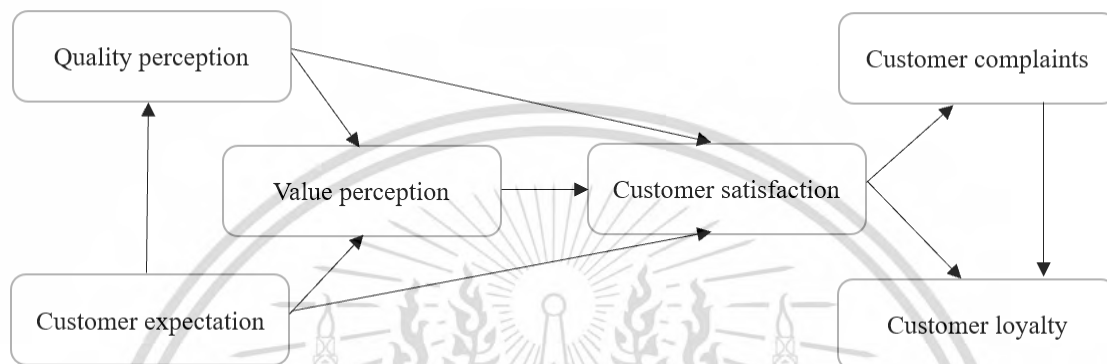 Quality perception
Customer complaints
Value perception
Customer satisfaction
Customer expectation
Customer loyalty